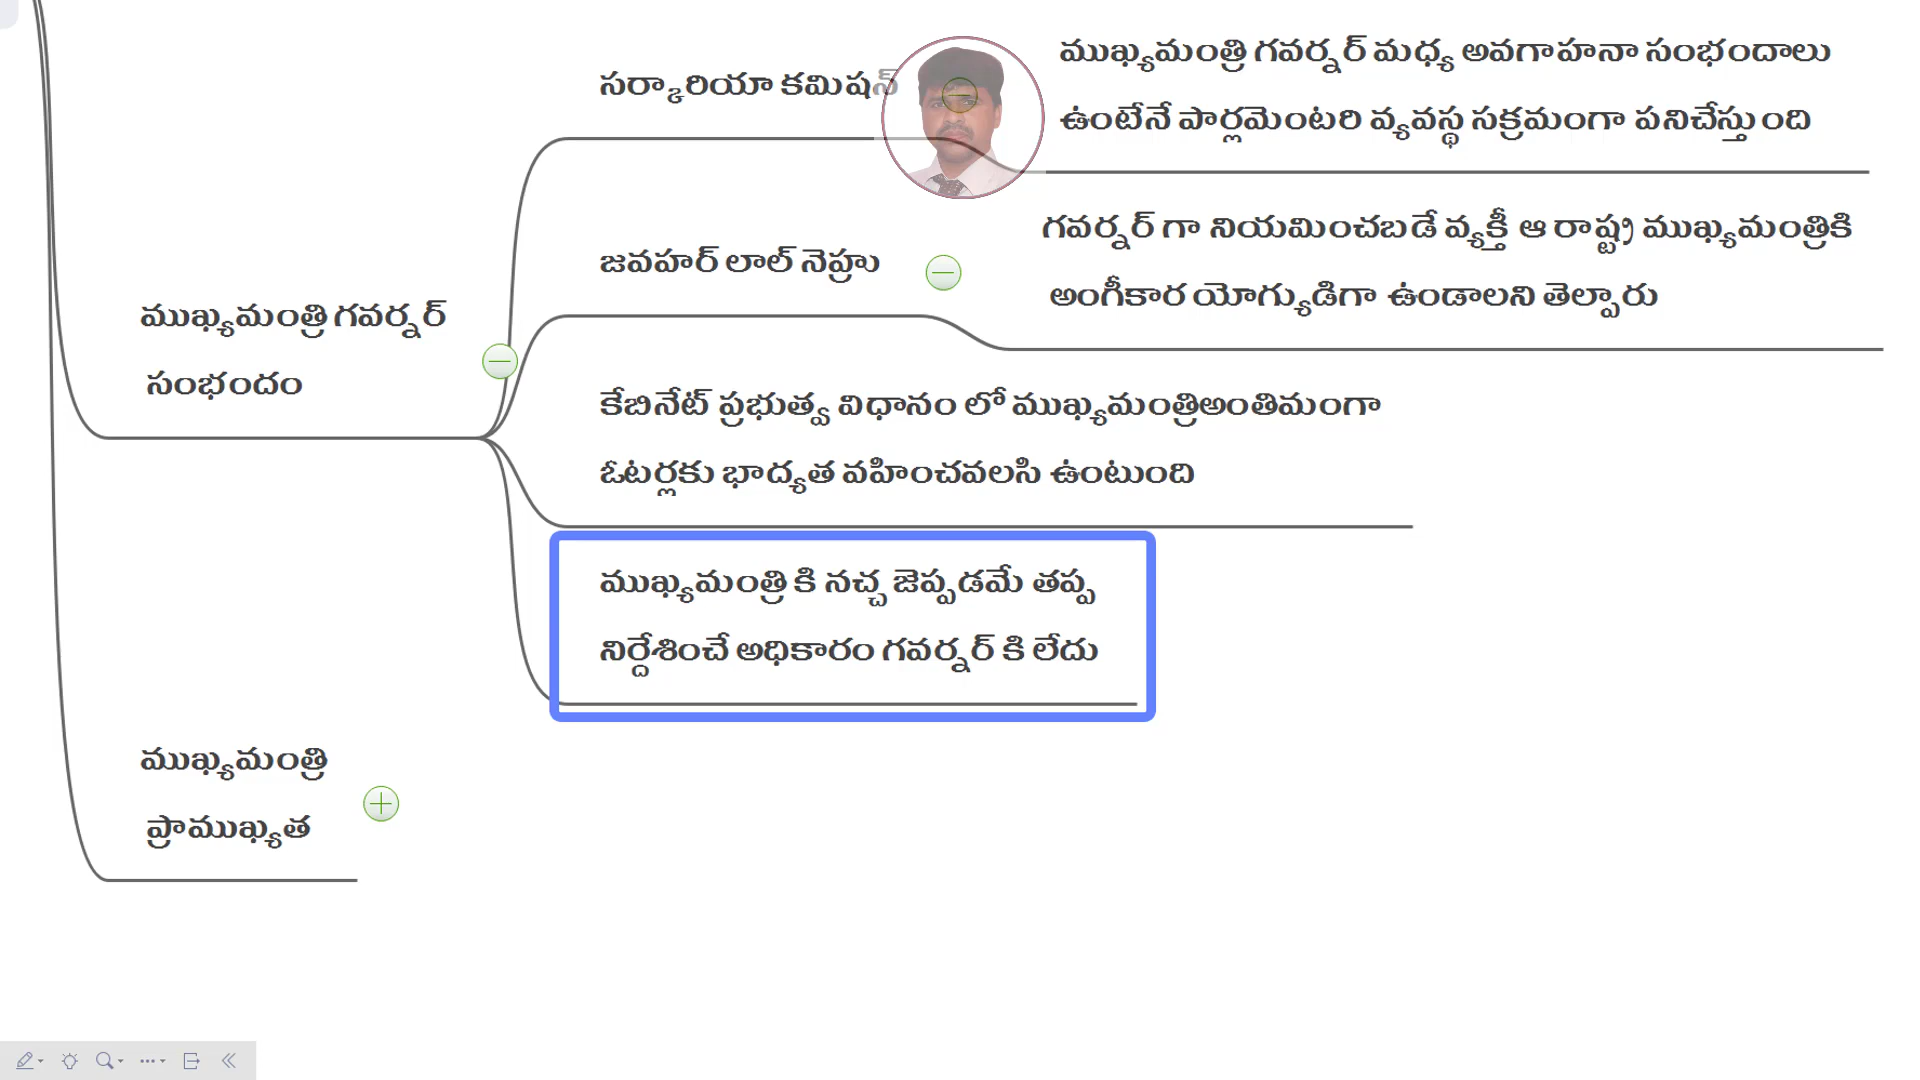 సర్కారియా కమిషన్
ముఖ్యమంత్రి గవర్నర్ మధ్య అవగాహనా సంభందాలు
ఉంటేనే పార్లమెంటరి వ్యవస్థ సక్రమంగా పనిచేస్తుంది
జవహర్ లాల్ నెహ్రు
గవర్నర్ గా నియమించబడే వ్యక్తీ ఆ రాష్ట్ర ముఖ్యమంత్రికి
అంగీకార యోగ్యుడిగా ఉండాలని తెల్పారు
ముఖ్యమంత్రి గవర్నర్
సంభందం
కేబినేట్ ప్రభుత్వ విధానం లో ముఖ్యమంత్రిఅంతిమంగా
ఓటర్లకు భాద్యత వహించవలసి ఉంటుంది
ముఖ్యమంత్రి కి నచ్చ జెప్పడమే తప్ప
నిర్దేశించే అధికారం గవర్నర్ కి లేదు
ముఖ్యమంత్రి
ప్రాముఖ్యత